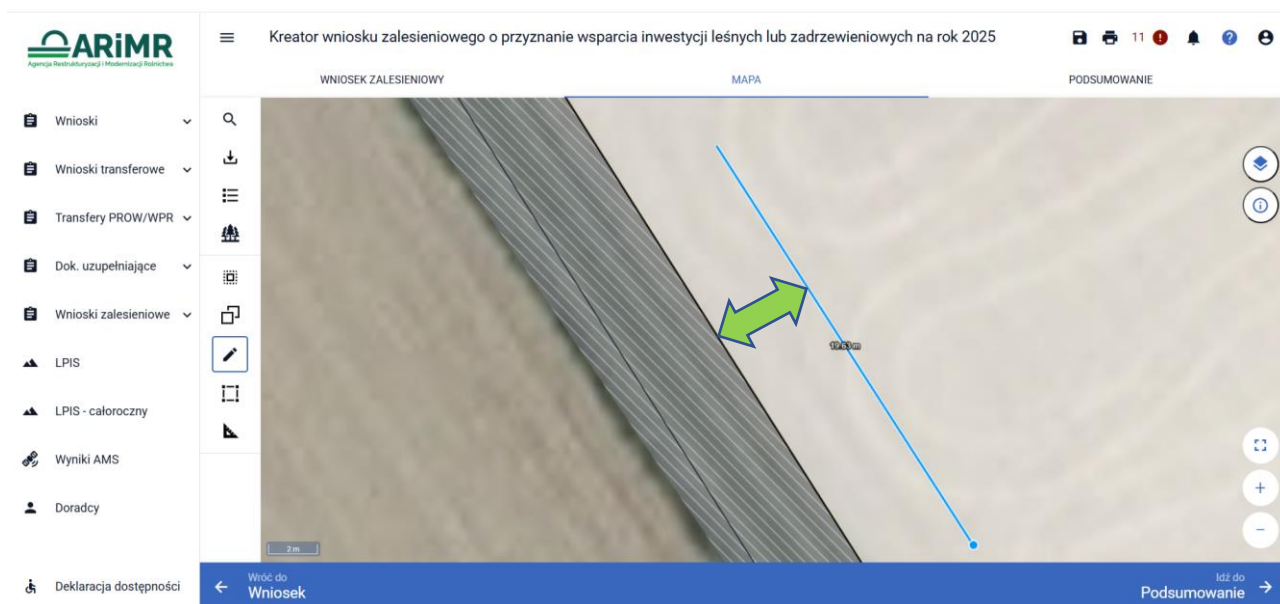 ARiMR
Agencja Restrukturyzacji i Modernizacji Rolnictwa
Kreator wniosku zalesieniowego o przyznanie wsparcia inwestycji leśnych lub zadrzewieniowych na rok 2025
11
WNIOSEK ZALESIENIOWY
MAPA
PODSUMOWANIE
Wnioski
Wnioski transferowe
Transfery PROW/WPR
Dok. uzupełniające
Wnioski zalesieniowe
LPIS
LPIS - całoroczny
Wyniki AMS
Doradcy
Deklaracja dostępności
19.63 m
2 m
Wróć do
Wniosek
Idź do
Podsumowanie